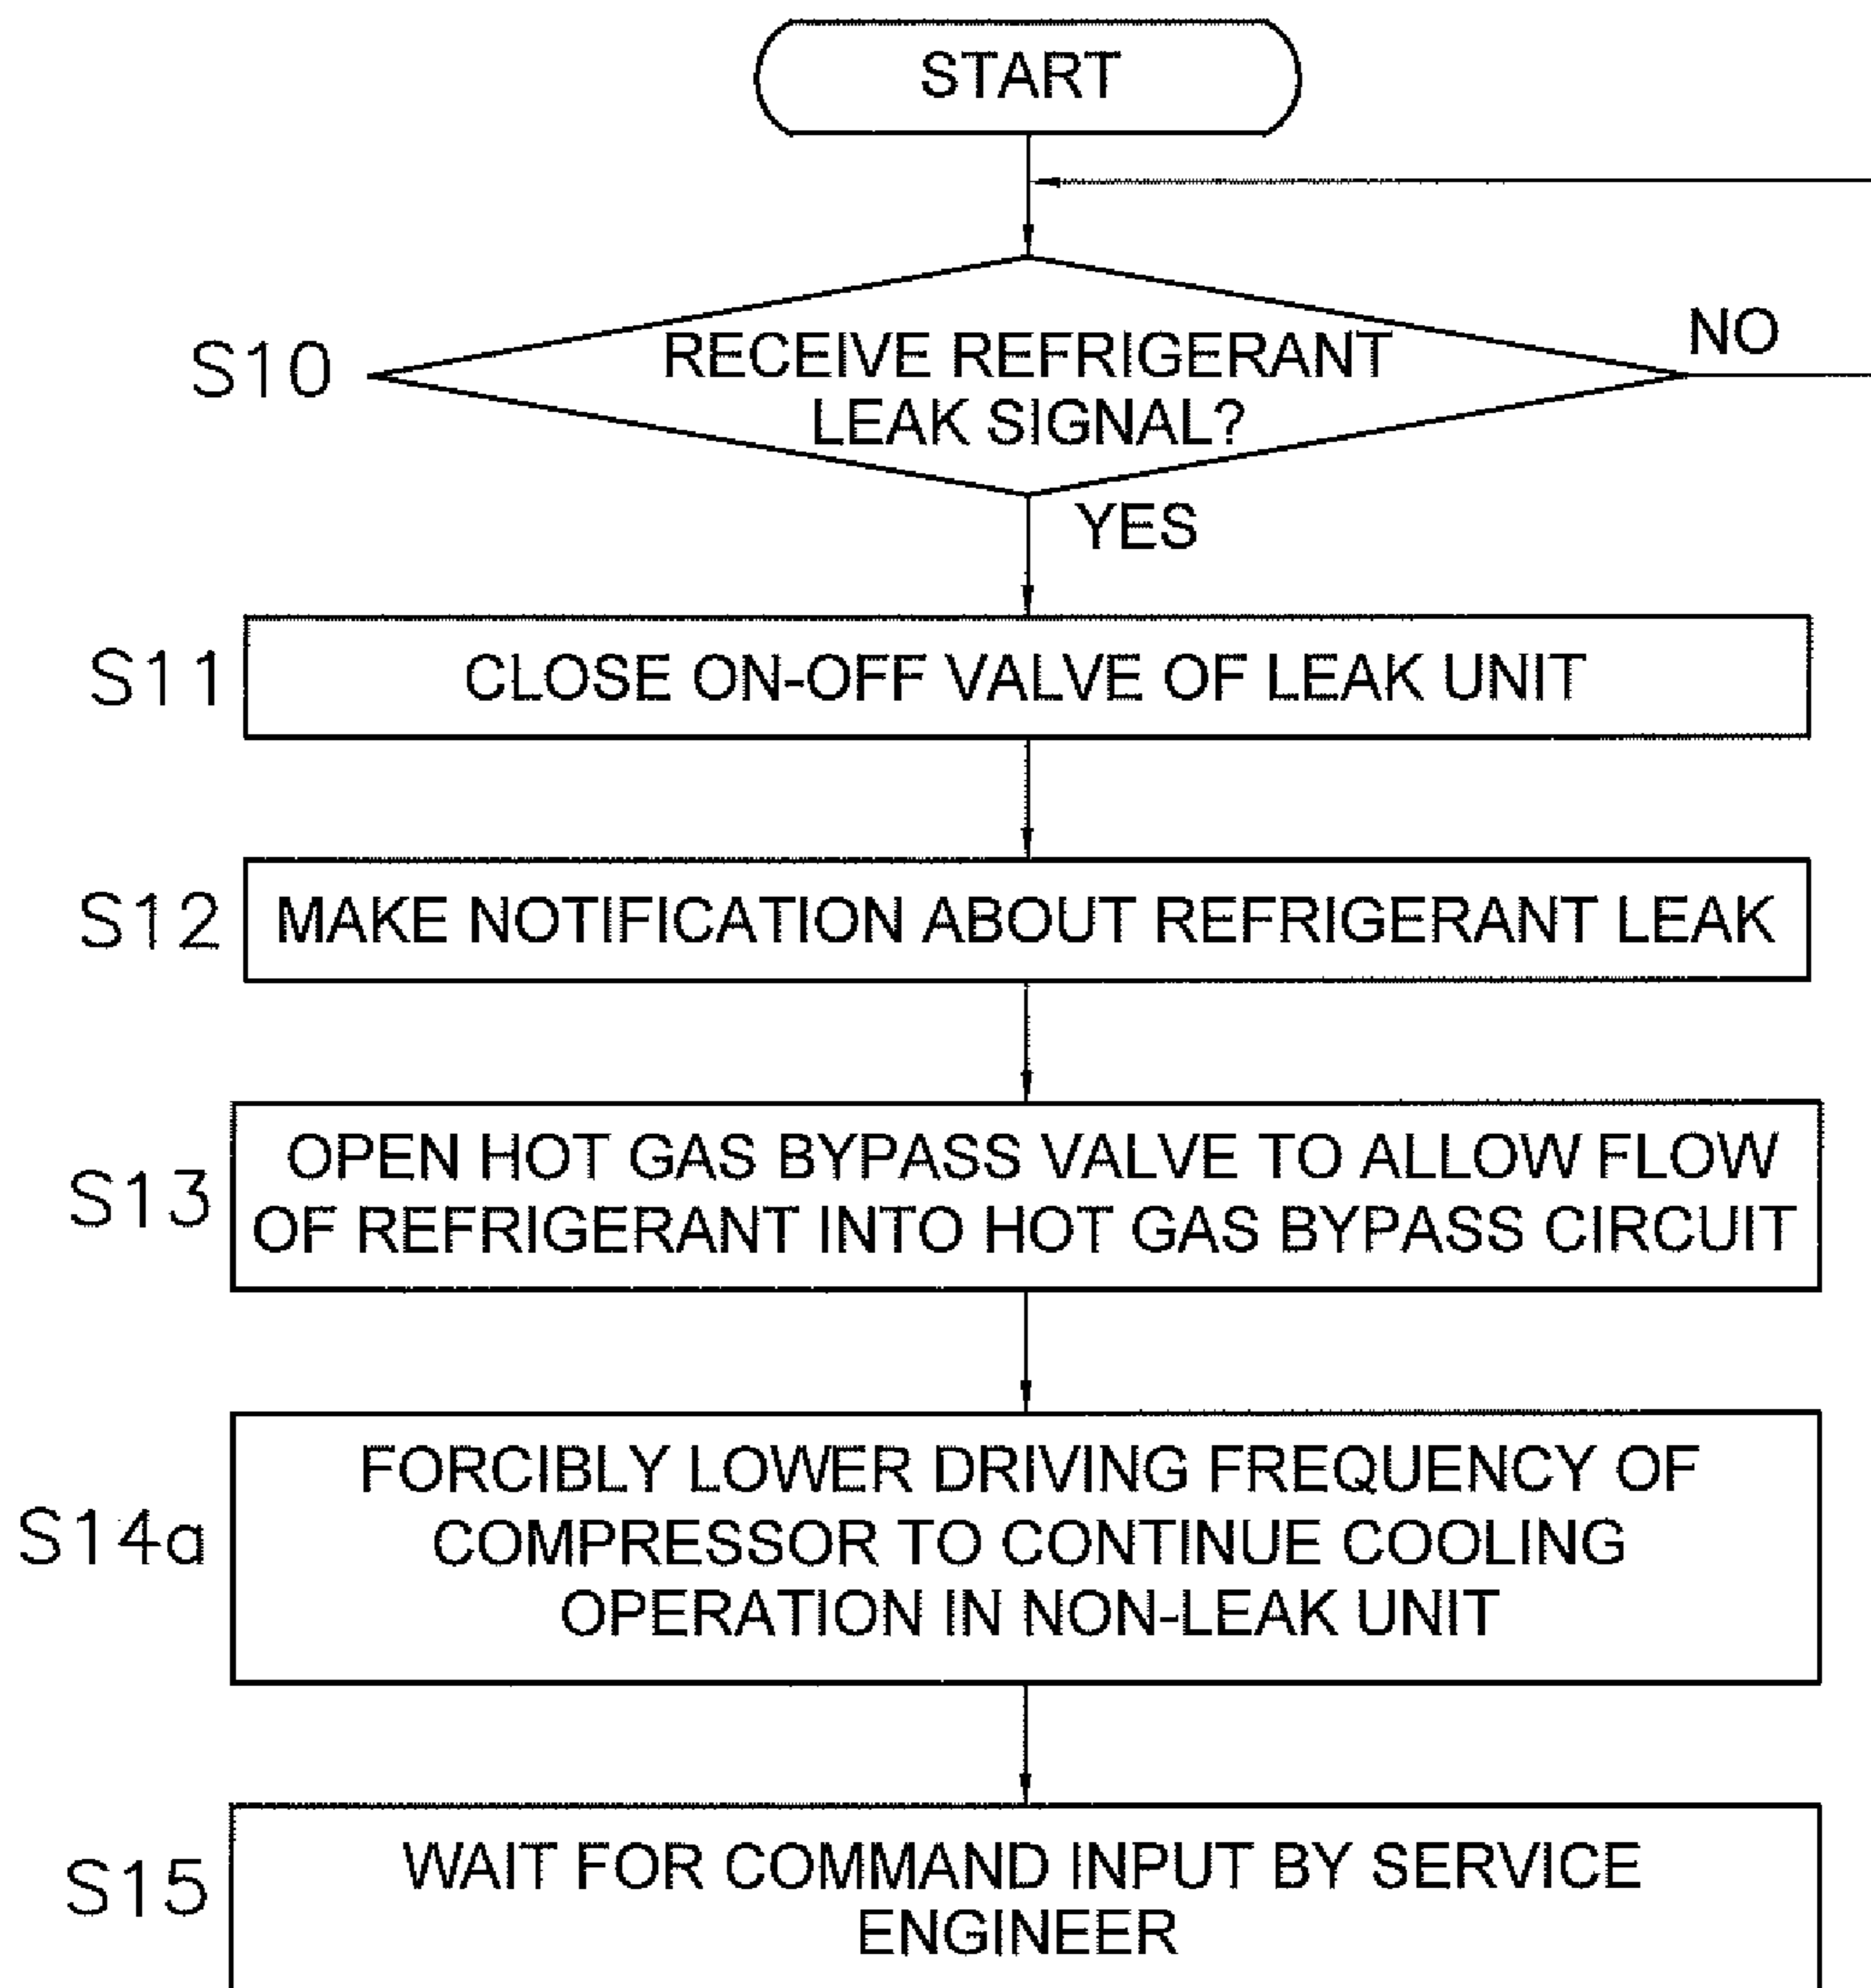 START
S10
RECEIVE REFRIGERANT
LEAK SIGNAL?
NO
YES
S11
CLOSE ON-OFF VALVE OF LEAK UNIT
S12
MAKE NOTIFICATION ABOUT REFRIGERANT LEAK
S13
OPEN HOT GAS BYPASS VALVE TO ALLOW FLOW
OF REFRIGERANT INTO HOT GAS BYPASS CIRCUIT
S14a
FORCIBLY LOWER DRIVING FREQUENCY OF
COMPRESSOR TO CONTINUE COOLING
OPERATION IN NON-LEAK UNIT
S15
WAIT FOR COMMAND INPUT BY SERVICE
ENGINEER